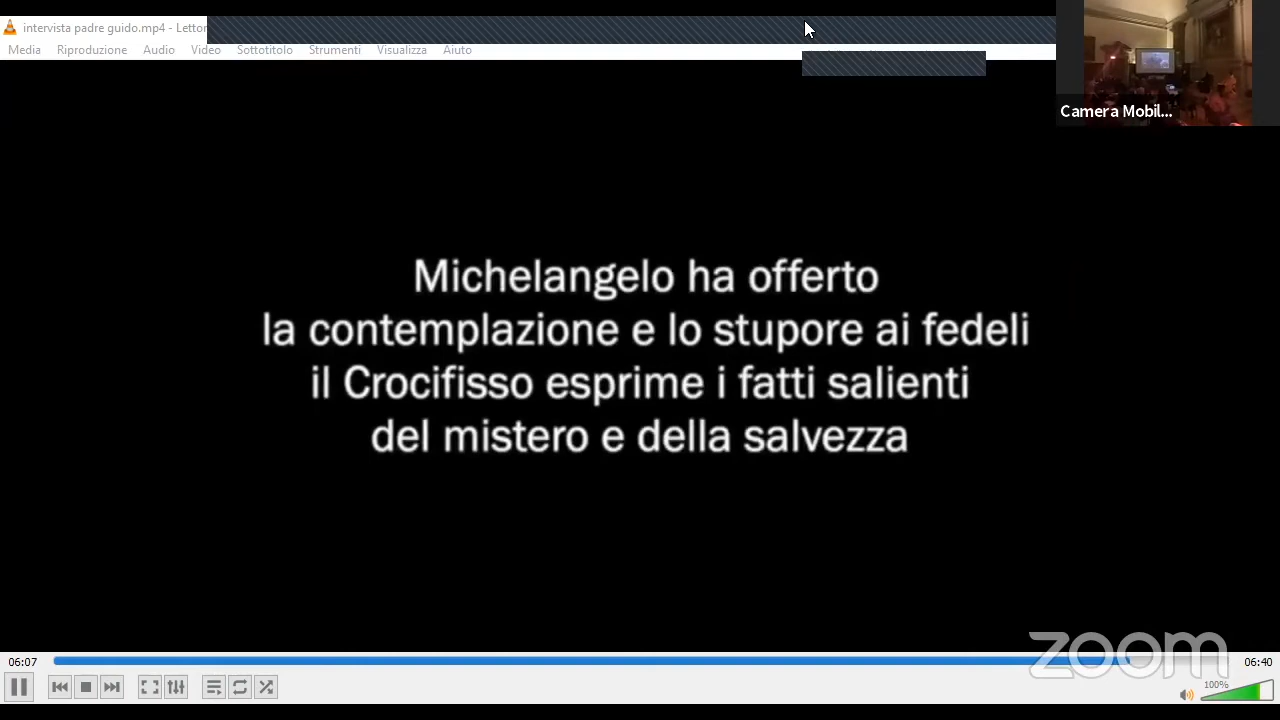 intervista padre guido.mp4 - Lettor
Media Riproduzione Audio Video Sottotitolo Strumenti Visualizza Aiuto
Camera Mobil...
Michelangelo ha offerto
la contemplazione e lo stupore ai fedeli
il Crocifisso esprime i fatti salienti
del mistero e della salvezza
zoom
06:07 06:40
100%